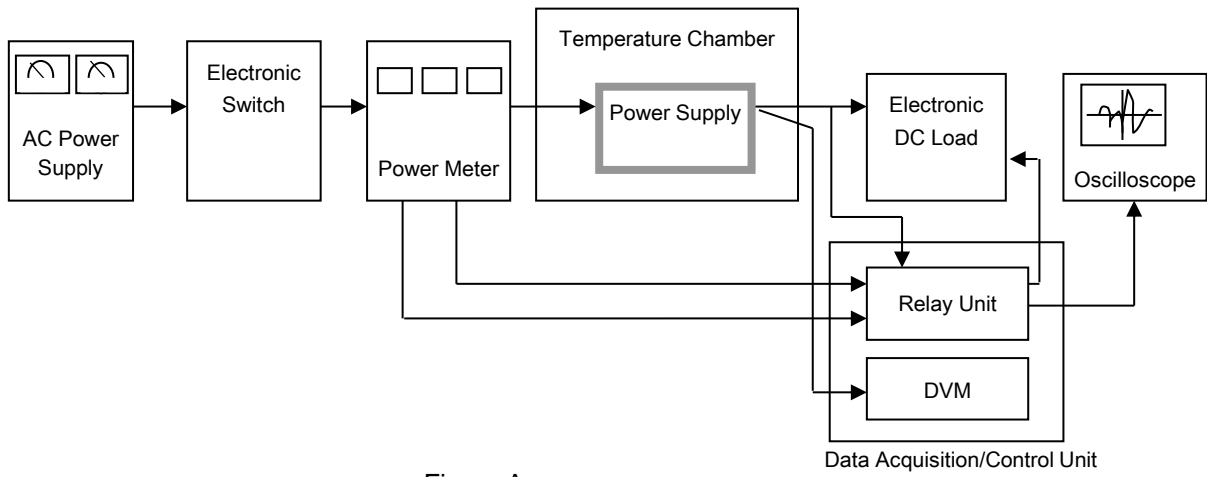 Temperature Chamber
Electronic
Switch
Power Supply
Electronic
DC Load
AC Power
Supply
Power Meter
Oscilloscope
Relay Unit
DVM
Data Acquisition/Control Unit